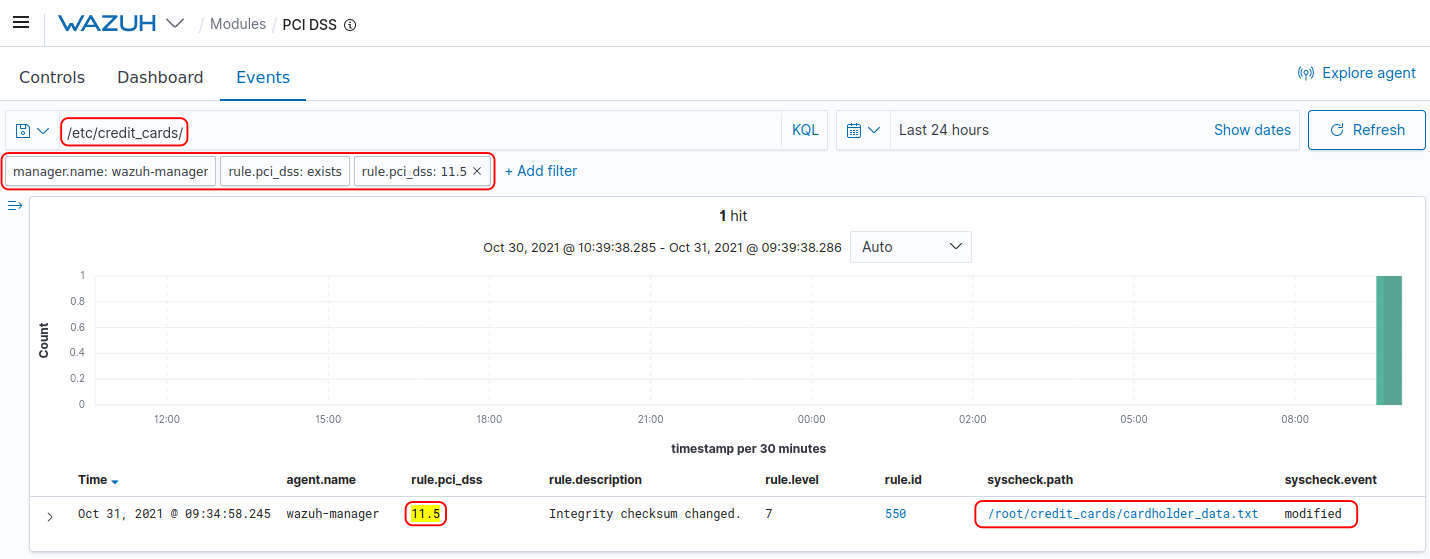 WAZUH / Modules / PCI DSS
Controls Dashboard Events Explore agent
/etc/credit_cards/ KQL Last 24 hours Show dates Refresh
manager.name: wazuh-manager rule.pci_dss: exists rule.pci_dss: 11.5 × + Add filter
1 hit
Oct 30, 2021 @ 10:39:38.285 - Oct 31, 2021 @ 09:39:38.286 Auto
1
0.8
0.6
0.4
0.2
0
Count
12:00 15:00 18:00 21:00 00:00 02:00 05:00 08:00
timestamp per 30 minutes
Time agent.name rule.pci_dss rule.description rule.level rule.id syscheck.path syscheck.event
Oct 31, 2021 @ 09:34:58.245 wazuh-manager 11.5 Integrity checksum changed. 7 550 /root/credit_cards/cardholder_data.txt modified